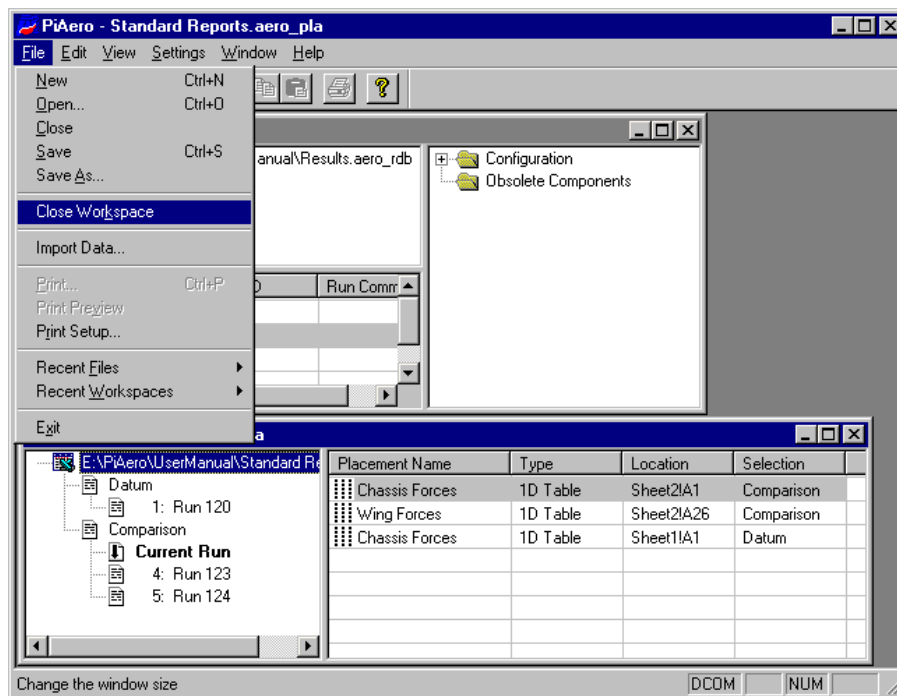 PiAero - Standard Reports.aero_pla
File Edit View Settings Window Help
New Ctrl+N
Open... Ctrl+O
Close
Save Ctrl+S
Save As...
Close Workspace
Import Data...
Print... Ctrl+P
Print Preview
Print Setup...
Recent Files
Recent Workspaces
Exit
anual\Results.aero_rdb
Configuration
Obsolete Components
Run Comm
a
E:\PiAero\UserManual\Standard Re
Datum
1: Run 120
Comparison
Current Run
4: Run 123
5: Run 124
Placement Name Type Location Selection
Chassis Forces 1D Table Sheet2!A1 Comparison
Wing Forces 1D Table Sheet2!A26 Comparison
Chassis Forces 1D Table Sheet1!A1 Datum
Change the window size DCOM NUM